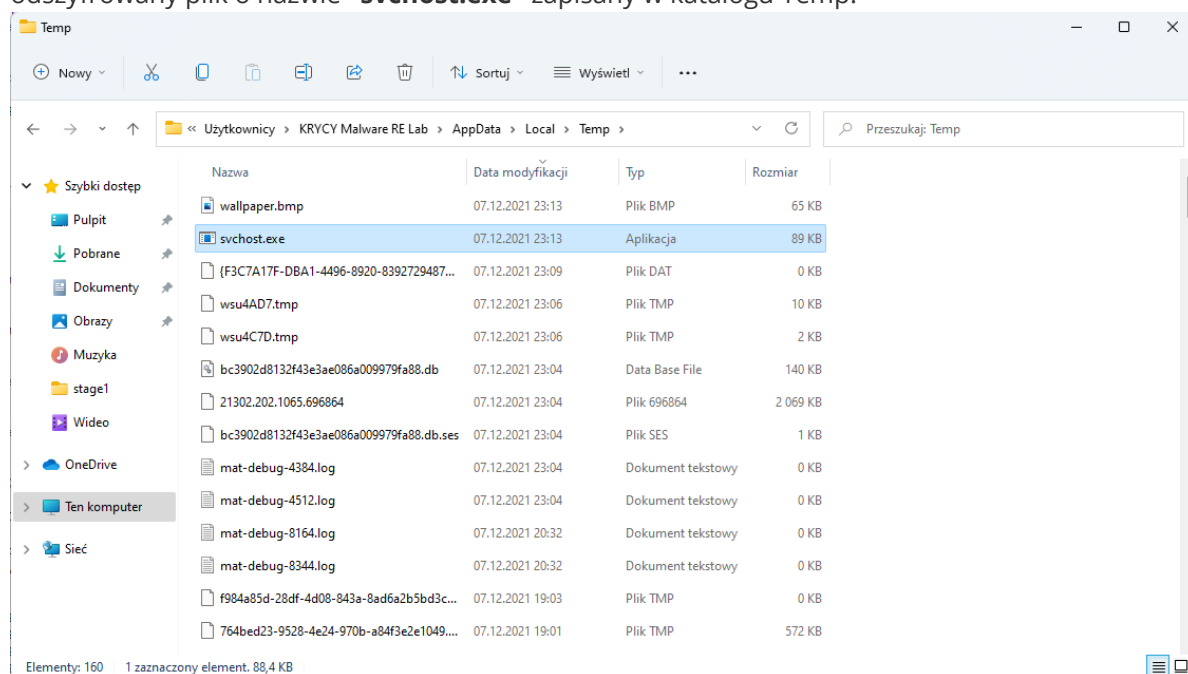 odszyfrowany plik o nazwie "svchost.exe" zapisany w katalogu Temp.
Temp
Nowy Sortuj Wyświetl
« Użytkownicy > KRYCY Malware RE Lab > AppData > Local > Temp > Przeszukaj: Temp
Nazwa Data modyfikacji Typ Rozmiar
Szybki dostęp
Pulpit
Pobrane
Dokumenty
Obrazy
Muzyka
stage1
Wideo
OneDrive
Ten komputer
Sieć
wallpaper.bmp 07.12.2021 23:13 Plik BMP 65 KB
svchost.exe 07.12.2021 23:13 Aplikacja 89 KB
{F3C7A17F-DBA1-4496-8920-8392729487... 07.12.2021 23:09 Plik DAT 0 KB
wsu4AD7.tmp 07.12.2021 23:06 Plik TMP 10 KB
wsu4C7D.tmp 07.12.2021 23:06 Plik TMP 2 KB
bc3902d8132f43e3ae086a009979fa88.db 07.12.2021 23:04 Data Base File 140 KB
21302.202.1065.696864 07.12.2021 23:04 Plik 696864 2 069 KB
bc3902d8132f43e3ae086a009979fa88.db.ses 07.12.2021 23:04 Plik SES 1 KB
mat-debug-4384.log 07.12.2021 23:04 Dokument tekstowy 0 KB
mat-debug-4512.log 07.12.2021 23:04 Dokument tekstowy 0 KB
mat-debug-8164.log 07.12.2021 20:32 Dokument tekstowy 0 KB
mat-debug-8344.log 07.12.2021 20:32 Dokument tekstowy 0 KB
f984a85d-28df-4d08-843a-8ad6a2b5bd3c... 07.12.2021 19:03 Plik TMP 0 KB
764bed23-9528-4e24-970b-a84f3e2e1049.... 07.12.2021 19:01 Plik TMP 572 KB
Elementy: 160 1 zaznaczony element. 88,4 KB